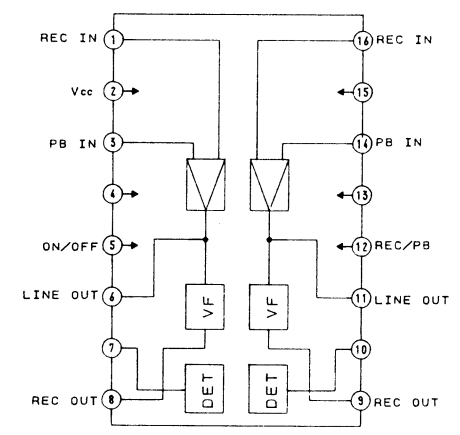 REC IN 1 16 REC IN
Vcc 2 15
PB IN 3 14 PB IN
4 13
ON/OFF 5 12 REC/PB
LINE OUT 6 VF VF 11 LINE OUT
7 10
REC OUT 8 DET DET 9 REC OUT